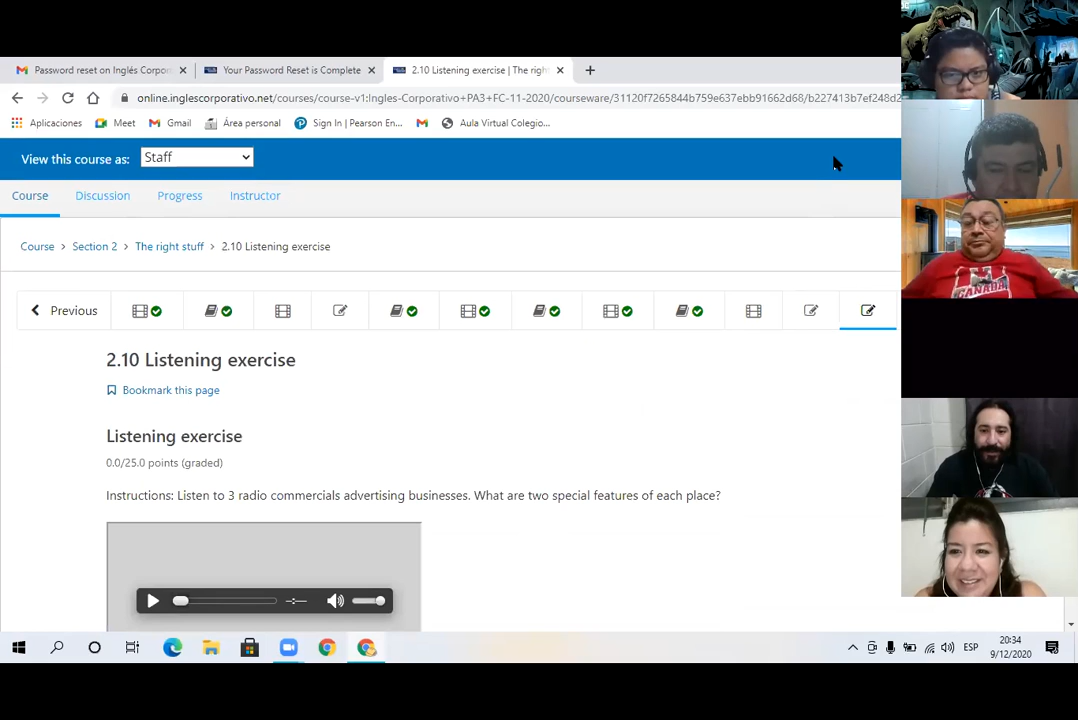 Password reset on Inglés Corpor
Your Password Reset is Complete
2.10 Listening exercise | The righ
online.inglescorporativo.net/courses/course-v1:Ingles-Corporativo+PA3+FC-11-2020/courseware/31120f7265844b759e637ebb91662d68/b227413b7ef248d2
Aplicaciones
Meet
Gmail
Área personal
Sign In | Pearson En...
Aula Virtual Colegio...
View this course as:
Staff
Course
Discussion
Progress
Instructor
Course > Section 2 > The right stuff > 2.10 Listening exercise
Previous
2.10 Listening exercise
Bookmark this page
Listening exercise
0.0/25.0 points (graded)
Instructions: Listen to 3 radio commercials advertising businesses. What are two special features of each place?
-:--
CANADA
ESP
20:34
9/12/2020